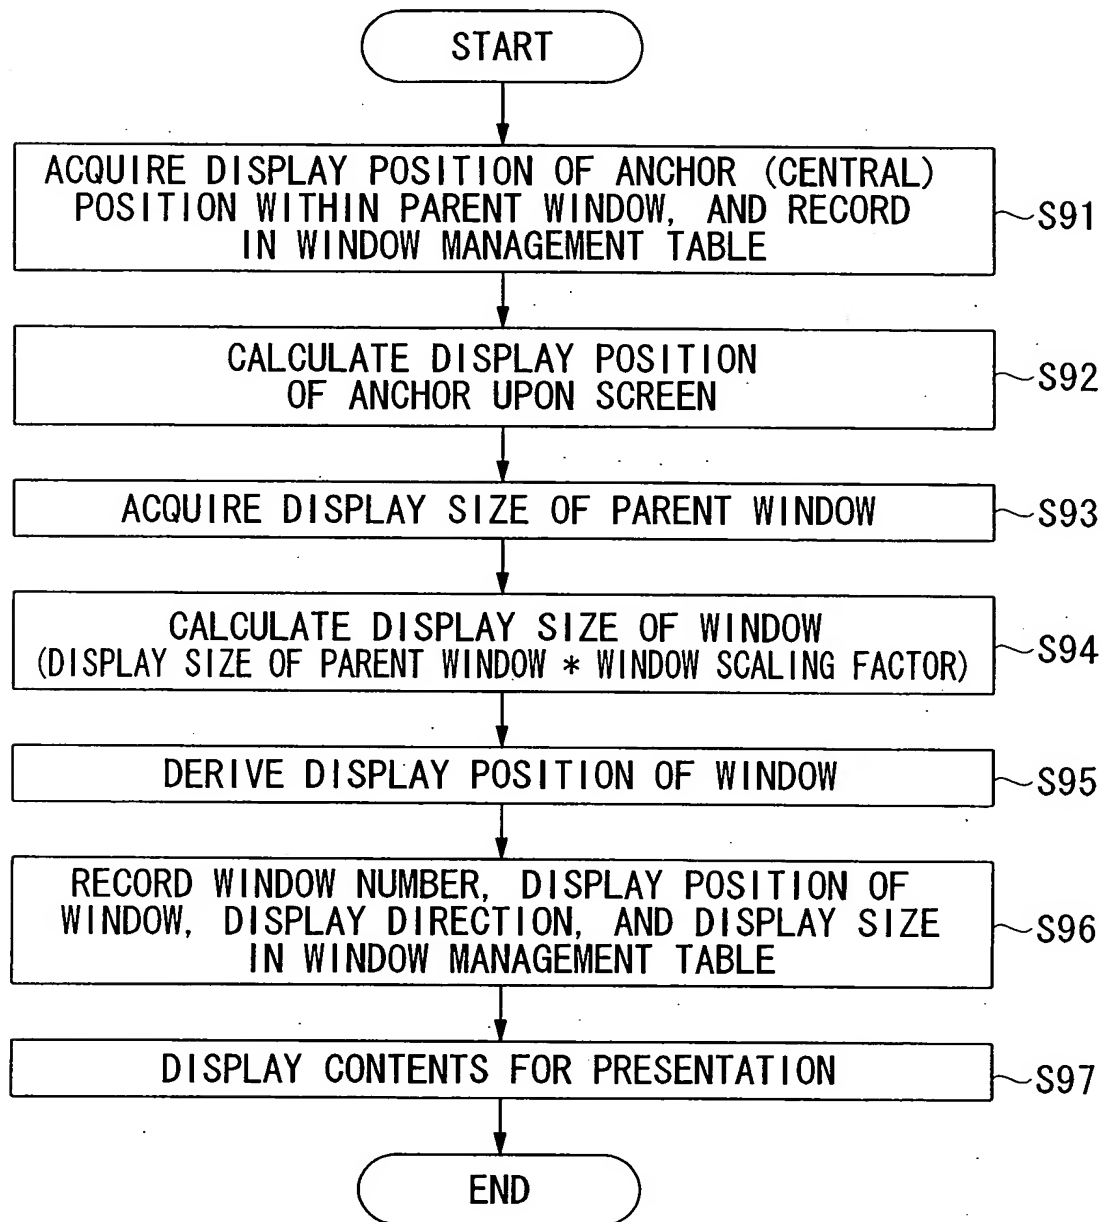 START
ACQUIRE DISPLAY POSITION OF ANCHOR (CENTRAL)
POSITION WITHIN PARENT WINDOW, AND RECORD
IN WINDOW MANAGEMENT TABLE
S91
CALCULATE DISPLAY POSITION
OF ANCHOR UPON SCREEN
S92
ACQUIRE DISPLAY SIZE OF PARENT WINDOW
S93
CALCULATE DISPLAY SIZE OF WINDOW
(DISPLAY SIZE OF PARENT WINDOW * WINDOW SCALING FACTOR)
S94
DERIVE DISPLAY POSITION OF WINDOW
S95
RECORD WINDOW NUMBER, DISPLAY POSITION OF
WINDOW, DISPLAY DIRECTION, AND DISPLAY SIZE
IN WINDOW MANAGEMENT TABLE
S96
DISPLAY CONTENTS FOR PRESENTATION
S97
END